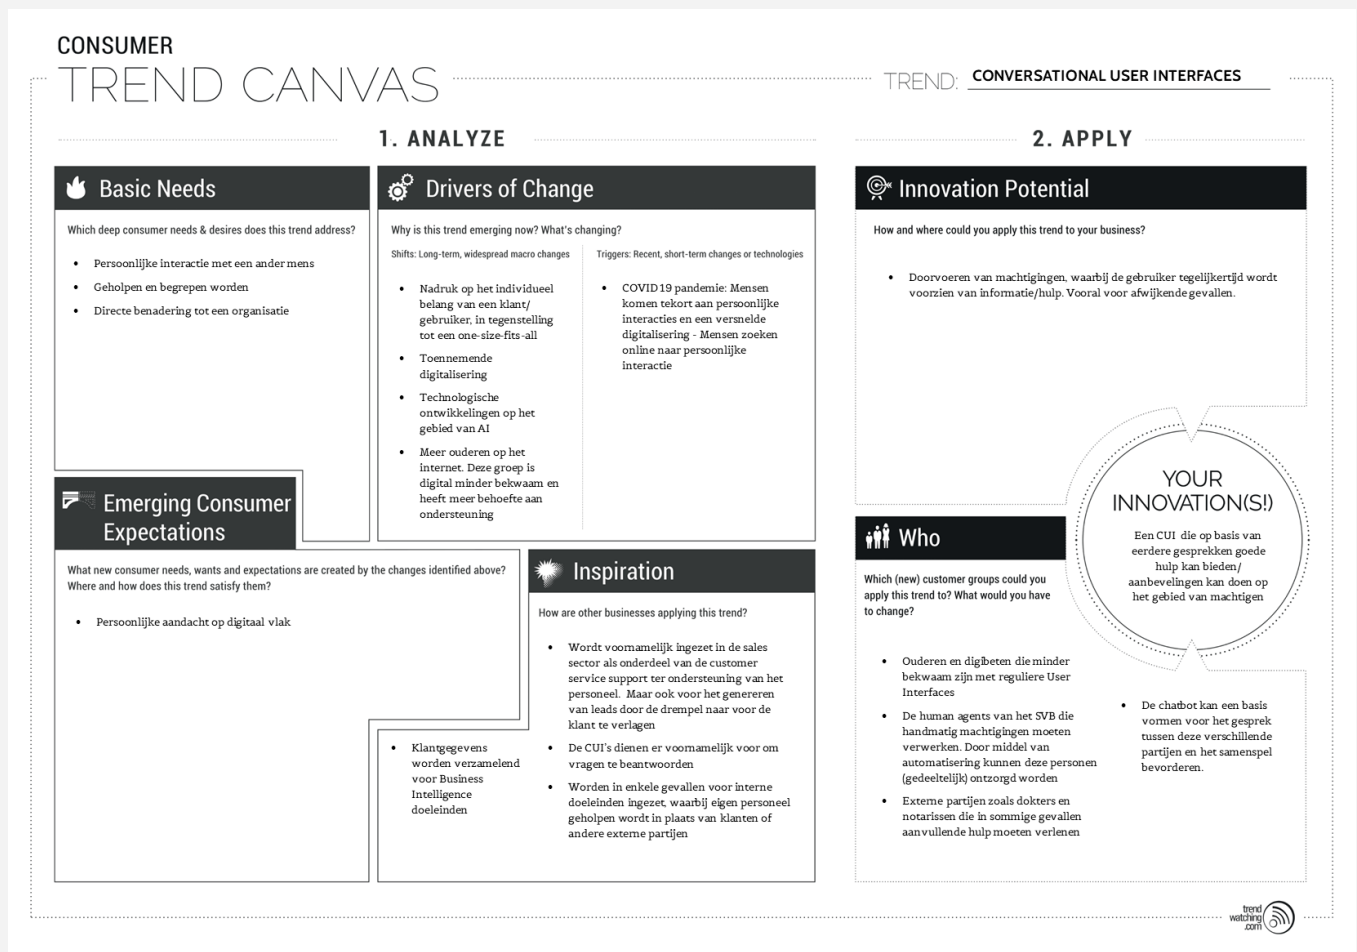 CONSUMER
TREND CANVAS
TREND:
CONVERSATIONAL USER INTERFACES
1. ANALYZE
2. APPLY
Basic Needs
Which deep consumer needs & desires does this trend address?
• Persoonlijke interactie met een ander mens
• Geholpen en begrepen worden
• Directe benadering tot een organisatie
Drivers of Change
Why is this trend emerging now? What's changing?
Shifts: Long-term, widespread macro changes
• Nadruk op het individueel
belang van een klant/
gebruiker, in tegenstelling
tot een one-size-fits-all
• Toennemende
digitalisering
• Technologische
ontwikkelingen op het
gebied van AI
• Meer ouderen op het
internet. Deze groep is
digital minder bekwaam en
heeft meer behoefte aan
ondersteuning
Triggers: Recent, short-term changes or technologies
• COVID19 pandemie: Mensen
komen tekort aan persoonlijke
interacties en een versnelde
digitalisering - Mensen zoeken
online naar persoonlijke
interactie
Emerging Consumer
Expectations
What new consumer needs, wants and expectations are created by the changes identified above?
Where and how does this trend satisfy them?
• Persoonlijke aandacht op digitaal vlak
Inspiration
How are other businesses applying this trend?
• Wordt voornamelijk ingezet in de sales
sector als onderdeel van de customer
service support ter ondersteuning van het
personeel. Maar ook voor het genereren
van leads door de drempel naar voor de
klant te verlagen
• De CUI's dienen er voornamelijk voor om
vragen te beantwoorden
• Worden in enkele gevallen voor interne
doeleinden ingezet, waarbij eigen personeel
geholpen wordt in plaats van klanten of
andere externe partijen
• Klantgegevens
worden verzamelend
voor Business
Intelligence
doeleinden
Innovation Potential
How and where could you apply this trend to your business?
• Doorvoeren van machtigingen, waarbij de gebruiker tegelijkertijd wordt
voorzien van informatie/hulp. Vooral voor afwijkende gevallen.
YOUR
INNOVATION(S!)
Een CUI die op basis van
eerdere gesprekken goede
hulp kan bieden/
aanbevelingen kan doen op
het gebied van machtigen
Who
Which (new) customer groups could you
apply this trend to? What would you have
to change?
• Ouderen en digibeten die minder
bekwaam zijn met reguliere User
Interfaces
• De human agents van het SVB die
handmatig machtigingen moeten
verwerken. Door middel van
automatisering kunnen deze personen
(gedeeltelijk) ontzorgd worden
• Externe partijen zoals dokters en
notarissen die in sommige gevallen
aanvullende hulp moeten verlenen
• De chatbot kan een basis
vormen voor het gesprek
tussen deze verschillende
partijen en het samenspel
bevorderen.
trend
watching
.com